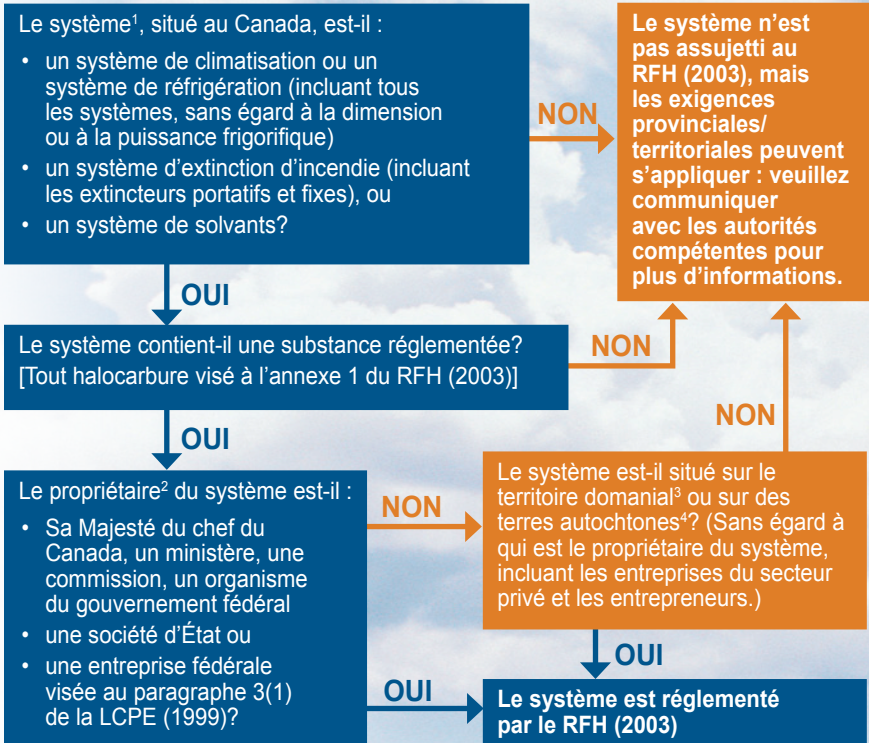 Le système¹, situé au Canada, est-il :
• un système de climatisation ou un
système de réfrigération (incluant tous
les systèmes, sans égard à la dimension
ou à la puissance frigorifique)
• un système d’extinction d’incendie (incluant
les extincteurs portatifs et fixes), ou
• un système de solvants?
NON
Le système n’est
pas assujetti au
RFH (2003), mais
les exigences
provinciales/
territoriales peuvent
s’appliquer : veuillez
communiquer
avec les autorités
compétentes pour
plus d’informations.
OUI
Le système contient-il une substance réglementée?
[Tout halocarbure visé à l’annexe 1 du RFH (2003)]
NON
OUI
NON
Le propriétaire² du système est-il :
• Sa Majesté du chef du
Canada, un ministère, une
commission, un organisme
du gouvernement fédéral
• une société d’État ou
• une entreprise fédérale
visée au paragraphe 3(1)
de la LCPE (1999)?
NON
Le système est-il situé sur le
territoire domanial³ ou sur des
terres autochtones⁴? (Sans égard à
qui est le propriétaire du système,
incluant les entreprises du secteur
privé et les entrepreneurs.)
OUI
OUI
Le système est réglementé
par le RFH (2003)